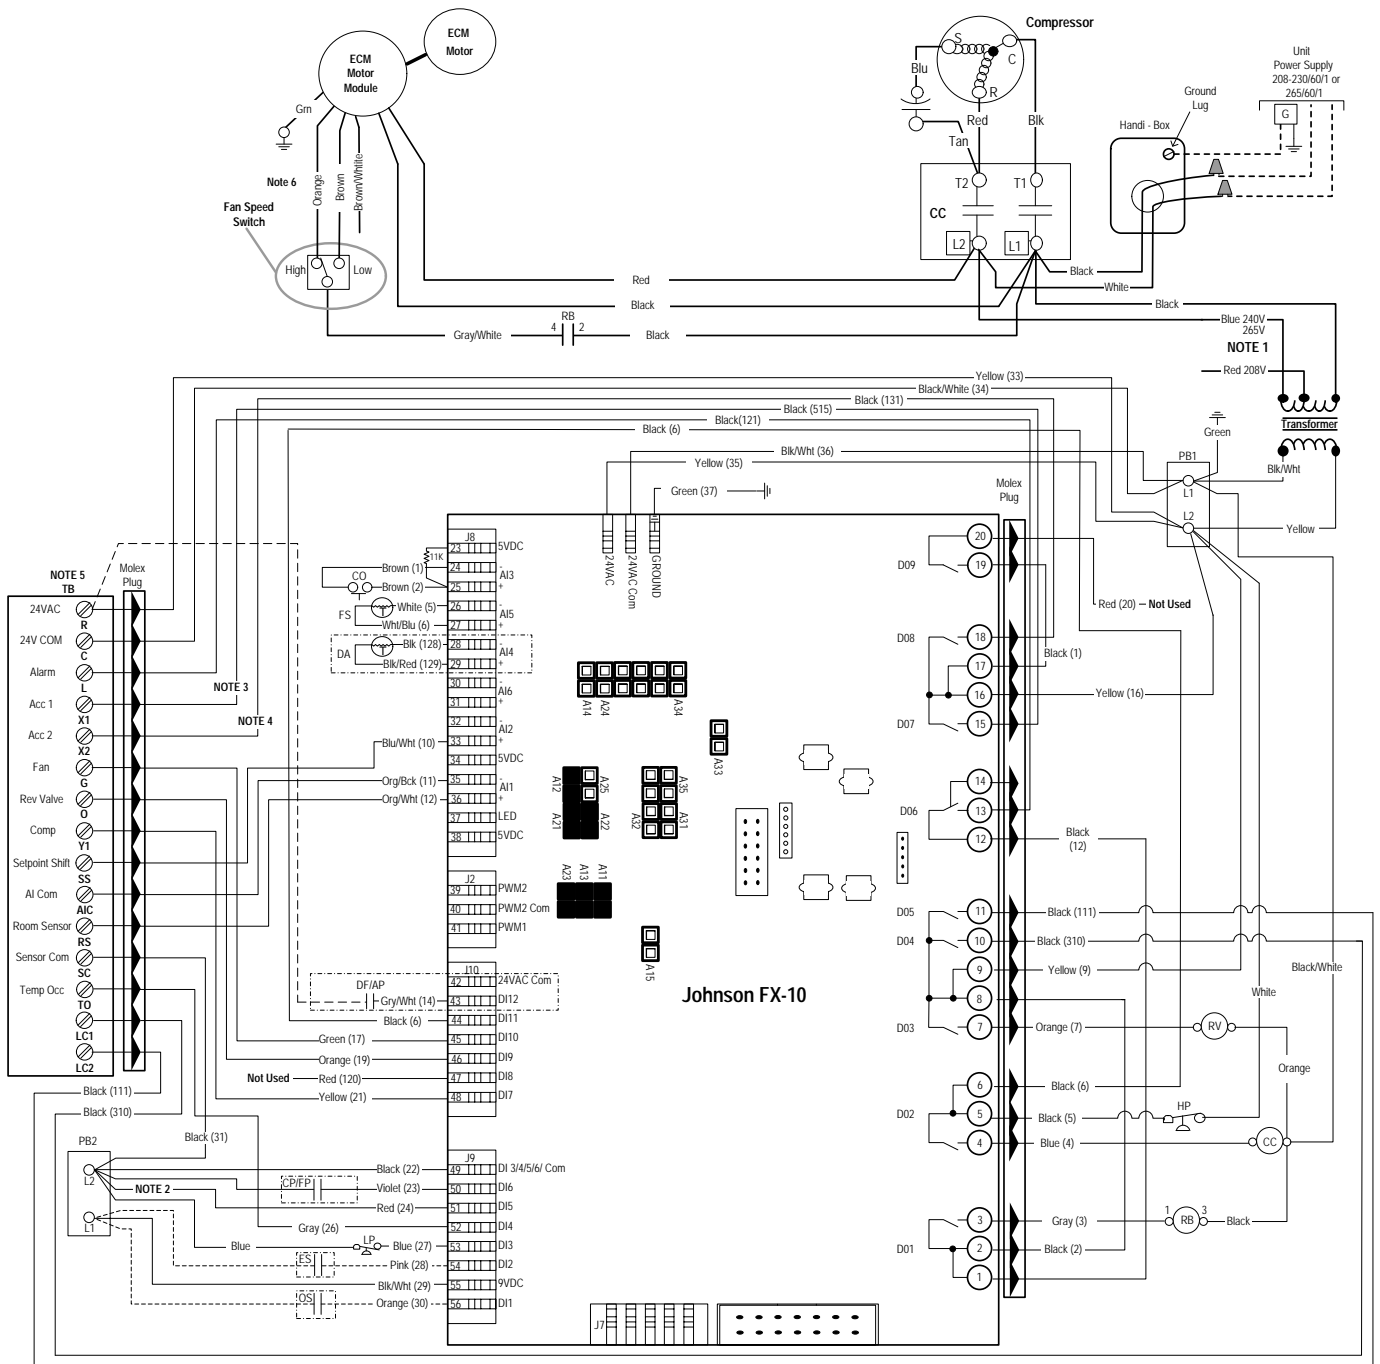 Compressor
ECM
Motor
ECM
Motor
Module
Unit
Power Supply
208-230/60/1 or
265/60/1
Ground
Lug
G
Handi - Box
S
C
R
Blu
Red
Blk
Tan
Grn
Orange
Brown
Brown/Whtite
Note 6
Fan Speed
Switch
High
Low
T2
T1
CC
L2
L1
Black
White
Red
Black
Black
Blue 240V
265V
NOTE 1
Red 208V
RB
4
2
Gray/White
Black
Transformer
Yellow (33)
Black/White (34)
Black (131)
Black (515)
Black(121)
Black (6)
Blk/Wht (36)
Yellow (35)
Green (37)
Green
PB1
L1
L2
Blk/Wht
Yellow
Molex
Plug
NOTE 5
TB
Molex
Plug
24VAC
R
24V COM
C
Alarm
L
Acc 1
X1
Acc 2
X2
Fan
G
Rev Valve
O
Comp
Y1
Setpoint Shift
SS
AI Com
AIC
Room Sensor
RS
Sensor Com
SC
Temp Occ
TO
LC1
LC2
NOTE 3
NOTE 4
Black (111)
Black (310)
Black (31)
PB2
L2
L1
NOTE 2
24VAC
24VAC Com
GROUND
J8
23 5VDC
11K
Brown (1) 24 -
CO
AI3
Brown (2) 25 +
White (5) 26 -
FS
AI5
Wht/Blu (6) 27 +
Blk (128) 28 -
DA
AI4
Blk/Red (129) 29 +
30 -
AI6
31 +
32 -
AI2
Blu/Wht (10) 33 +
34 5VDC
Org/Bck (11) 35 -
AI1
Org/Wht (12) 36 +
37 LED
38 5VDC
J2
39 PWM2
40 PWM2 Com
41 PWM1
J10
42 24VAC Com
DF/AP
Gry/Wht (14) 43 DI12
Black (6) 44 DI11
Green (17) 45 DI10
Orange (19) 46 DI9
Not Used Red (120) 47 DI8
Yellow (21) 48 DI7
J9
Black (22) 49 DI 3/4/5/6/ Com
CP/FP
Violet (23) 50 DI6
Red (24) 51 DI5
Gray (26) 52 DI4
Blue
LP
Blue (27) 53 DI3
ES
Pink (28) 54 DI2
Blk/Wht (29) 55 9VDC
OS
Orange (30) 56 DI1
A14
A24
A34
A33
A12
A25
A21
A22
A35
A32
A31
A23
A13
A11
A15
Johnson FX-10
J7
20
D09
19
Red (20)
Not Used
D08
18
Black (1)
17
16
Yellow (16)
D07
15
14
D06
13
12
Black
(12)
D05
11
Black (111)
D04
10
Black (310)
9
Yellow (9)
8
D03
7
Orange (7)
RV
Black/White
White
Orange
6
Black (6)
D02
5
Black (5)
HP
4
Blue (4)
CC
3
Gray (3)
1
RB
3
Black
D01
2
Black (2)
1